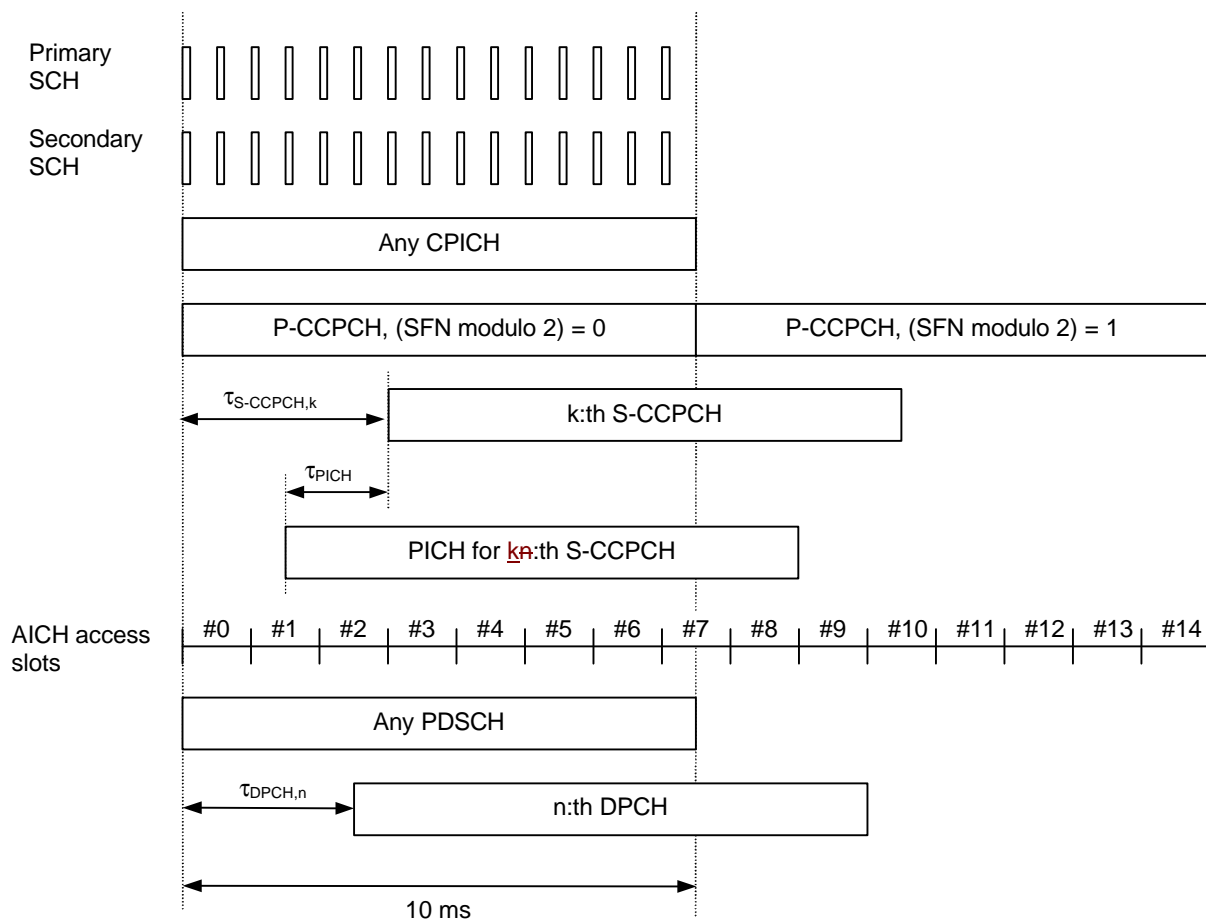 Primary
SCH
Secondary
SCH
Any CPICH
P-CCPCH, (SFN modulo 2) = 0
P-CCPCH, (SFN modulo 2) = 1
τS-CCPCH,k
k:th S-CCPCH
τPICH
PICH for kn:th S-CCPCH
AICH access
slots
#0 #1 #2 #3 #4 #5 #6 #7 #8 #9 #10 #11 #12 #13 #14
Any PDSCH
τDPCH,n
n:th DPCH
10 ms